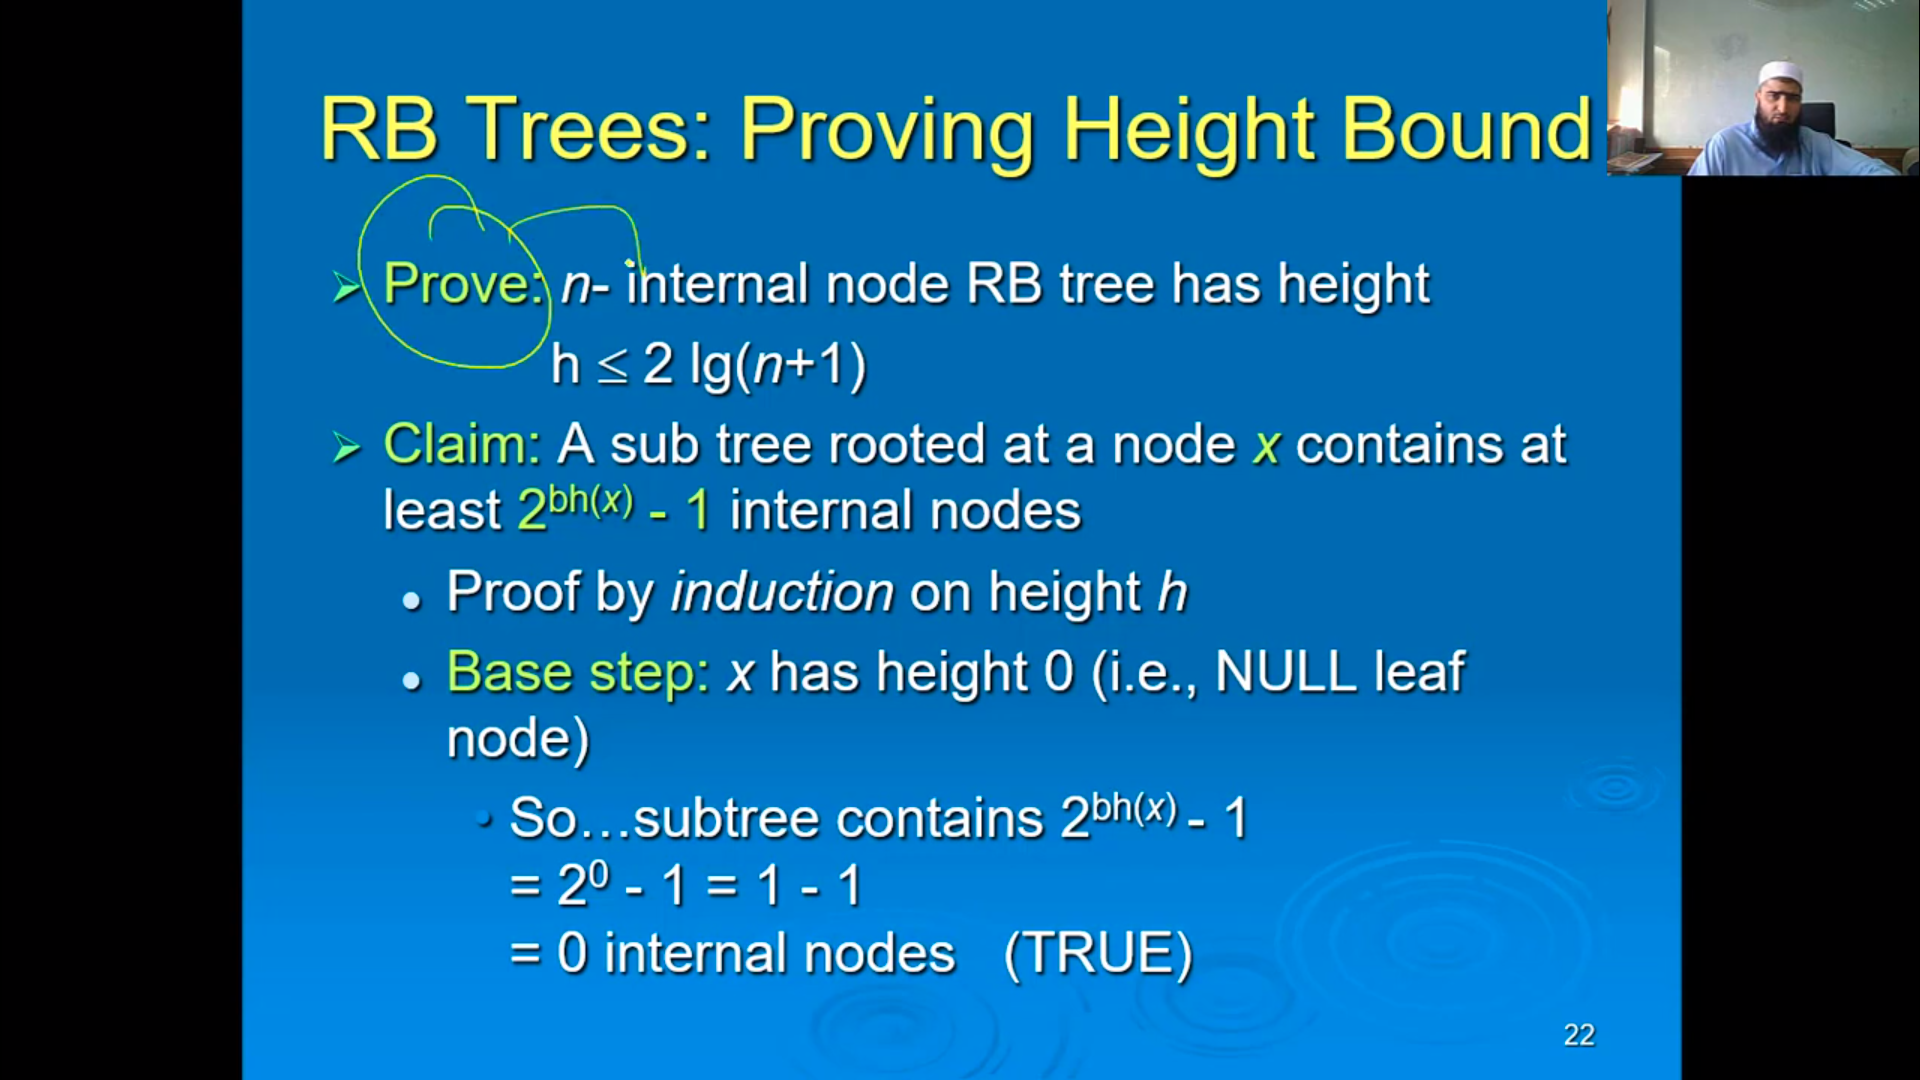 RB Trees: Proving Height Bound
➢ Prove: n- internal node RB tree has height
h ≤ 2 lg(n+1)
➢ Claim: A sub tree rooted at a node x contains at
least 2^bh(x) - 1 internal nodes
● Proof by induction on height h
● Base step: x has height 0 (i.e., NULL leaf
node)
• So…subtree contains 2^bh(x) - 1
= 2^0 - 1 = 1 - 1
= 0 internal nodes (TRUE)
22